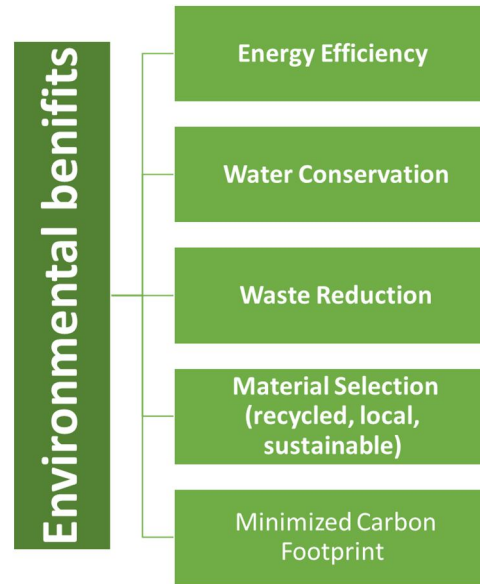 Environmental benifits
Energy Efficiency
Water Conservation
Waste Reduction
Material Selection
(recycled, local,
sustainable)
Minimized Carbon
Footprint